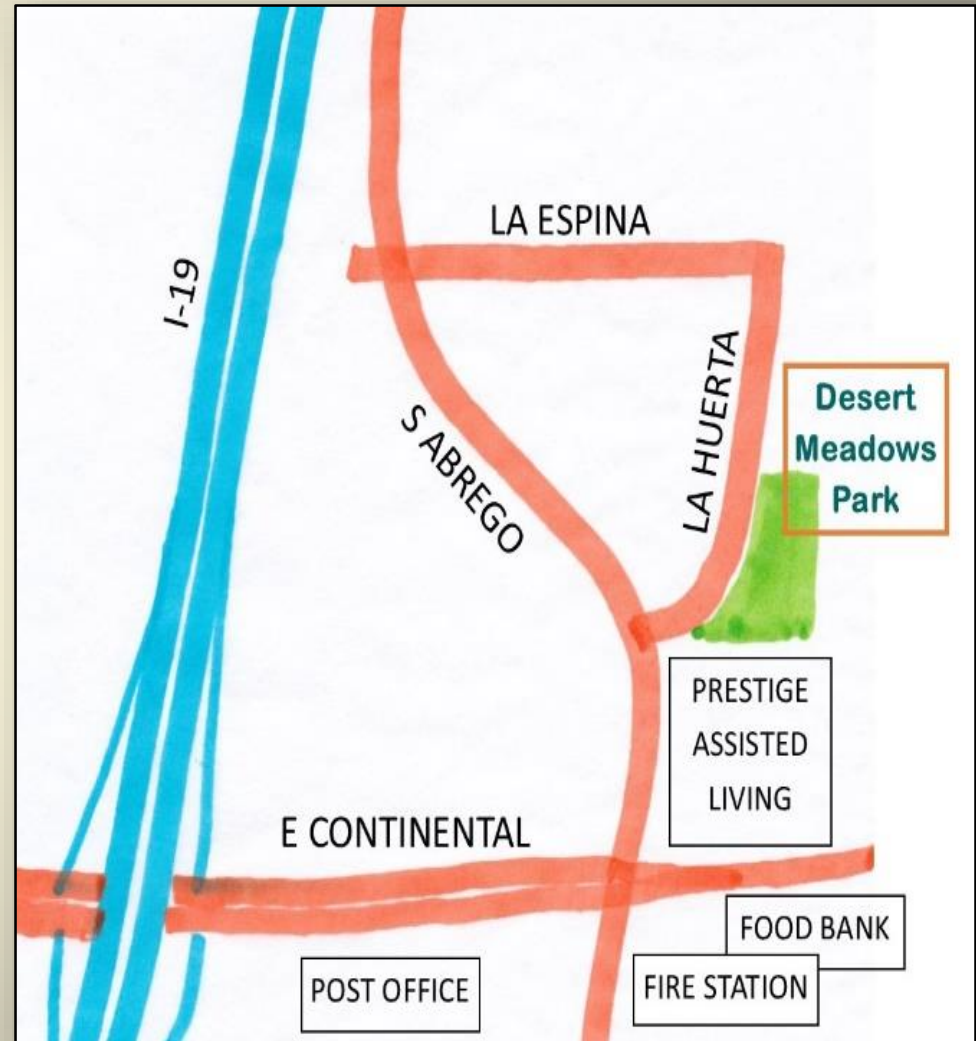 LA ESPINA
I-19
LA HUERTA
Desert
Meadows
Park
S ABREGO
PRESTIGE
ASSISTED
LIVING
E CONTINENTAL
FOOD BANK
POST OFFICE
FIRE STATION